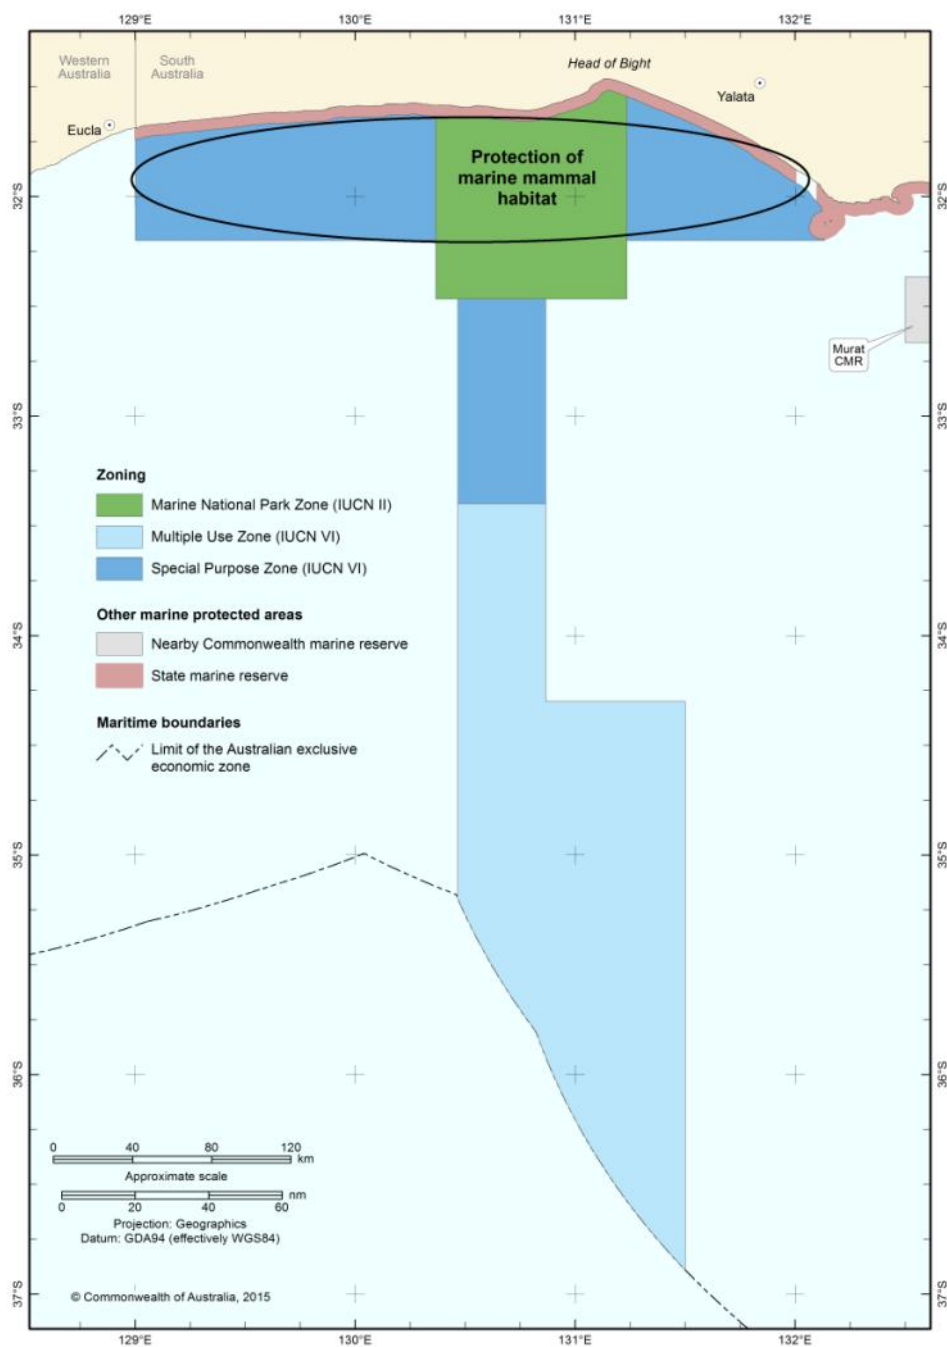 129°E
130°E
131°E
132°E
Western
Australia
South
Australia
Head of Bight
Yalata
Eucla
Protection of
marine mammal
habitat
32°S
32°S
Murat
CMR
33°S
33°S
Zoning
Marine National Park Zone (IUCN II)
Multiple Use Zone (IUCN VI)
Special Purpose Zone (IUCN VI)
Other marine protected areas
Nearby Commonwealth marine reserve
State marine reserve
34°S
34°S
Maritime boundaries
Limit of the Australian exclusive
economic zone
35°S
35°S
36°S
36°S
0 40 80 120
km
Approximate scale
nm
0 20 40 60
Projection: Geographics
Datum: GDA94 (effectively WGS84)
37°S
37°S
© Commonwealth of Australia, 2015
129°E
130°E
131°E
132°E